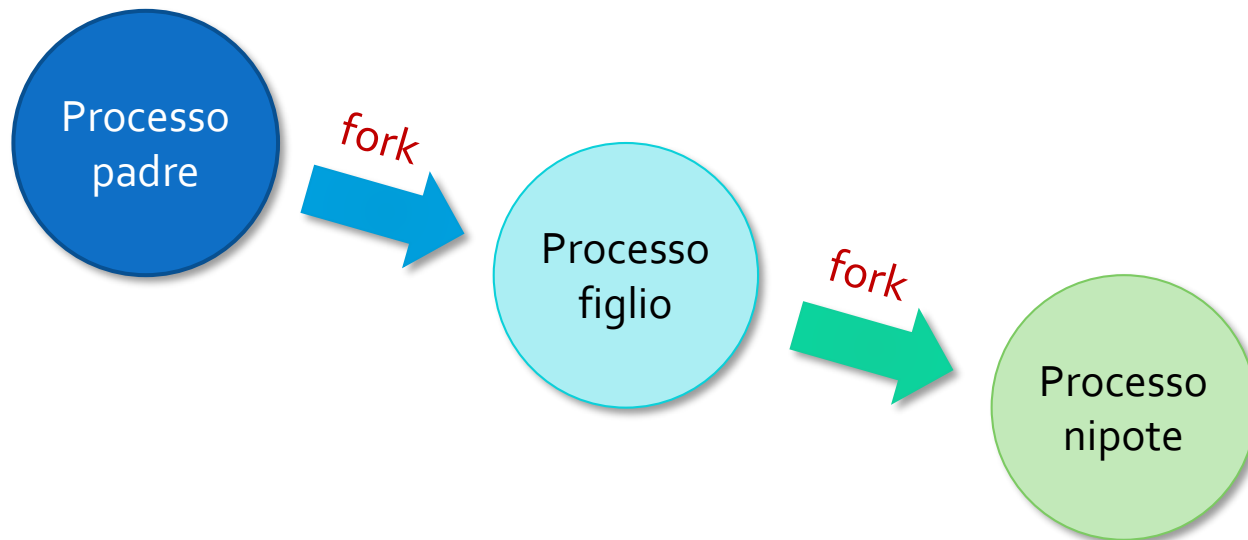 Processo
padre
fork
Processo
figlio
fork
Processo
nipote